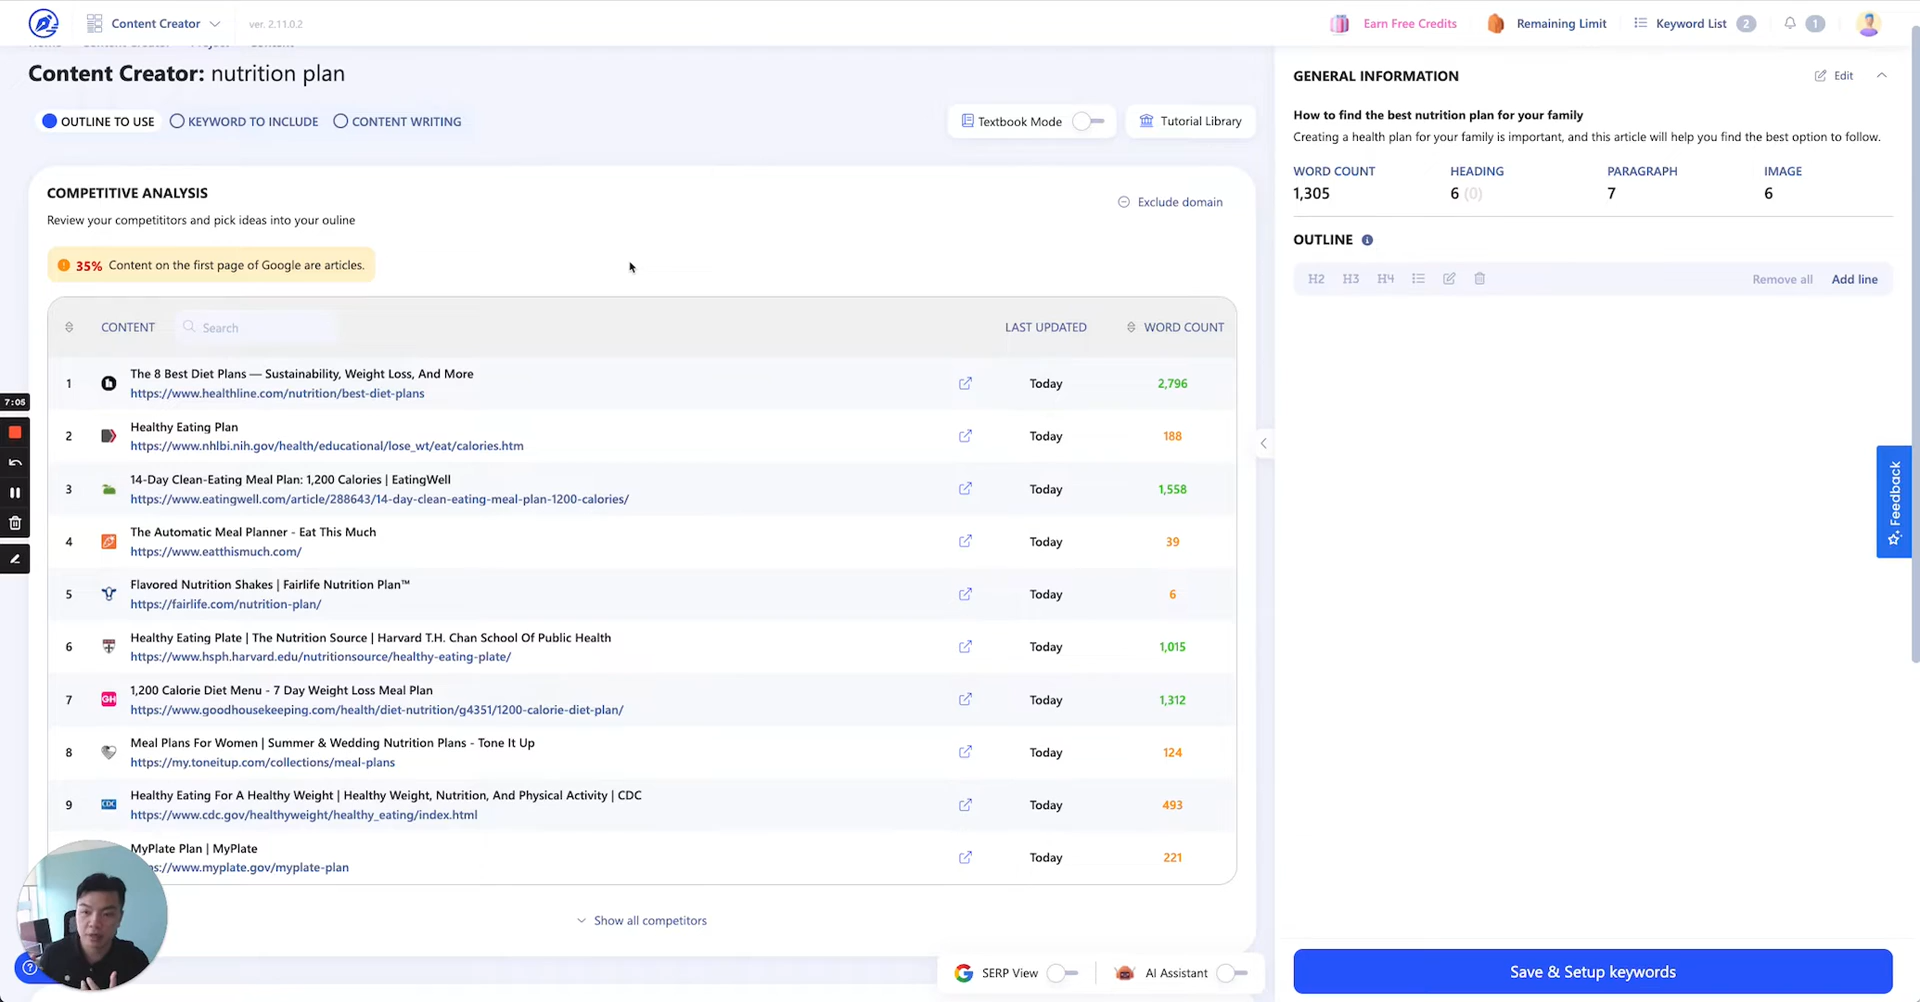 Content Creator
ver. 2.11.0.2
Earn Free Credits
Remaining Limit
Keyword List 2
1
Content Creator: nutrition plan
OUTLINE TO USE
KEYWORD TO INCLUDE
CONTENT WRITING
Textbook Mode
Tutorial Library
COMPETITIVE ANALYSIS
Exclude domain
Review your competititors and pick ideas into your ouline
35% Content on the first page of Google are articles.
CONTENT
Search
LAST UPDATED
WORD COUNT
1
The 8 Best Diet Plans — Sustainability, Weight Loss, And More
https://www.healthline.com/nutrition/best-diet-plans
Today
2,796
2
Healthy Eating Plan
https://www.nhlbi.nih.gov/health/educational/lose_wt/eat/calories.htm
Today
188
3
14-Day Clean-Eating Meal Plan: 1,200 Calories | EatingWell
https://www.eatingwell.com/article/288643/14-day-clean-eating-meal-plan-1200-calories/
Today
1,558
4
The Automatic Meal Planner - Eat This Much
https://www.eatthismuch.com/
Today
39
5
Flavored Nutrition Shakes | Fairlife Nutrition Plan™
https://fairlife.com/nutrition-plan/
Today
6
6
Healthy Eating Plate | The Nutrition Source | Harvard T.H. Chan School Of Public Health
https://www.hsph.harvard.edu/nutritionsource/healthy-eating-plate/
Today
1,015
7
GH
1,200 Calorie Diet Menu - 7 Day Weight Loss Meal Plan
https://www.goodhousekeeping.com/health/diet-nutrition/g4351/1200-calorie-diet-plan/
Today
1,312
8
Meal Plans For Women | Summer & Wedding Nutrition Plans - Tone It Up
https://my.toneitup.com/collections/meal-plans
Today
124
9
CDC
Healthy Eating For A Healthy Weight | Healthy Weight, Nutrition, And Physical Activity | CDC
https://www.cdc.gov/healthyweight/healthy_eating/index.html
Today
493
MyPlate Plan | MyPlate
s://www.myplate.gov/myplate-plan
Today
221
Show all competitors
SERP View
AI Assistant
7:05
GENERAL INFORMATION
Edit
How to find the best nutrition plan for your family
Creating a health plan for your family is important, and this article will help you find the best option to follow.
WORD COUNT
1,305
HEADING
6 (0)
PARAGRAPH
7
IMAGE
6
OUTLINE
H2 H3 H4
Remove all
Add line
Feedback
Save & Setup keywords